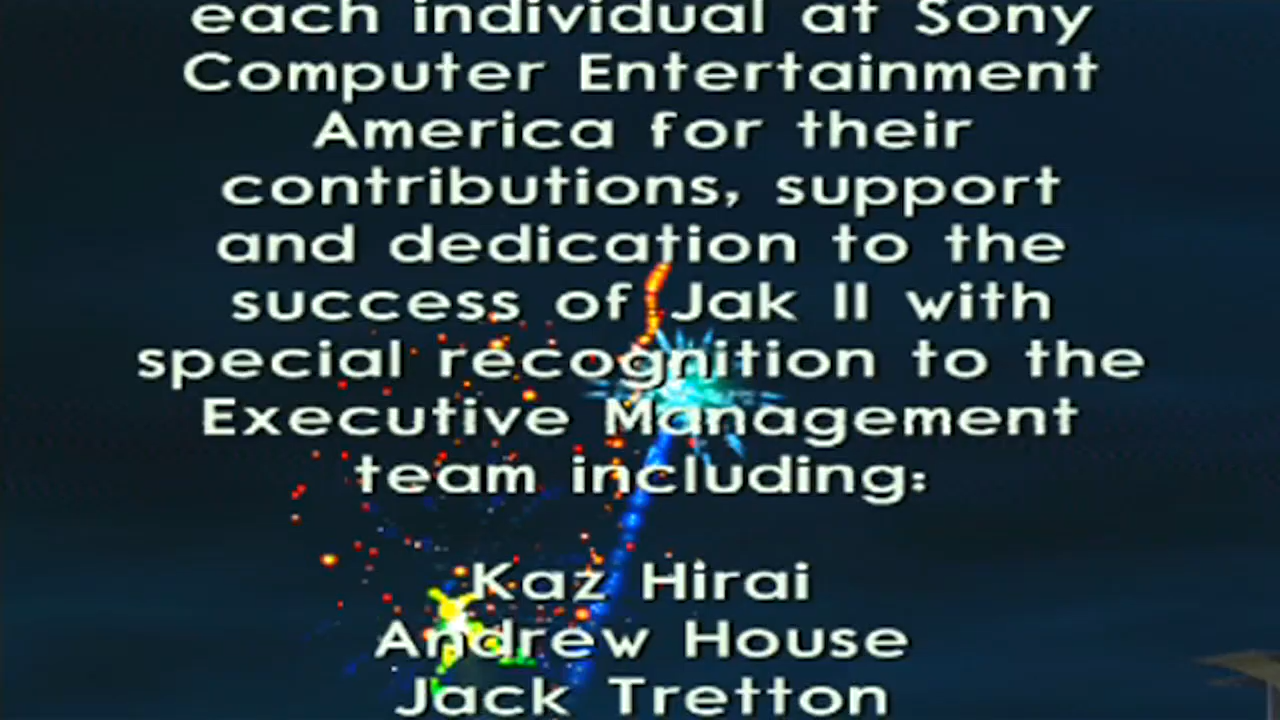 each individual at Sony
Computer Entertainment
America for their
contributions, support
and dedication to the
success of Jak II with
special recognition to the
Executive Management
team including:
Kaz Hirai
Andrew House
Jack Tretton